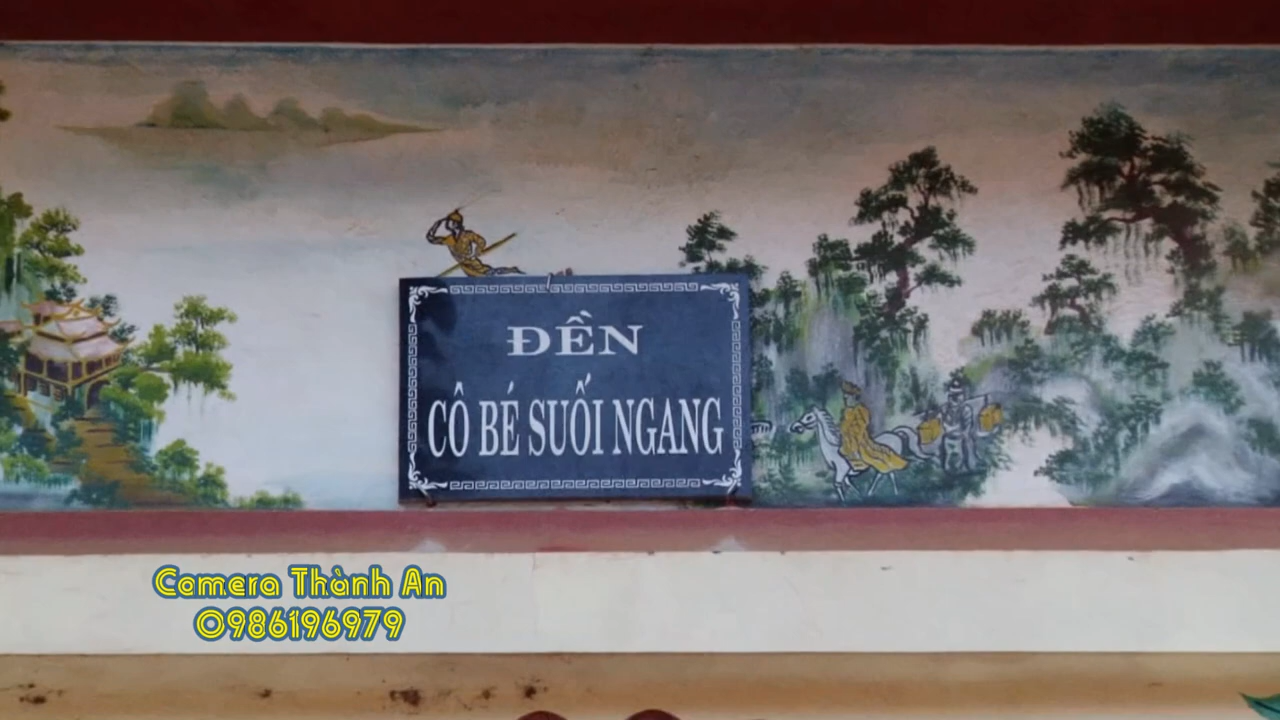 ĐỀN
CÔ BÉ SUỐI NGANG
Camera Thành An
0986196979